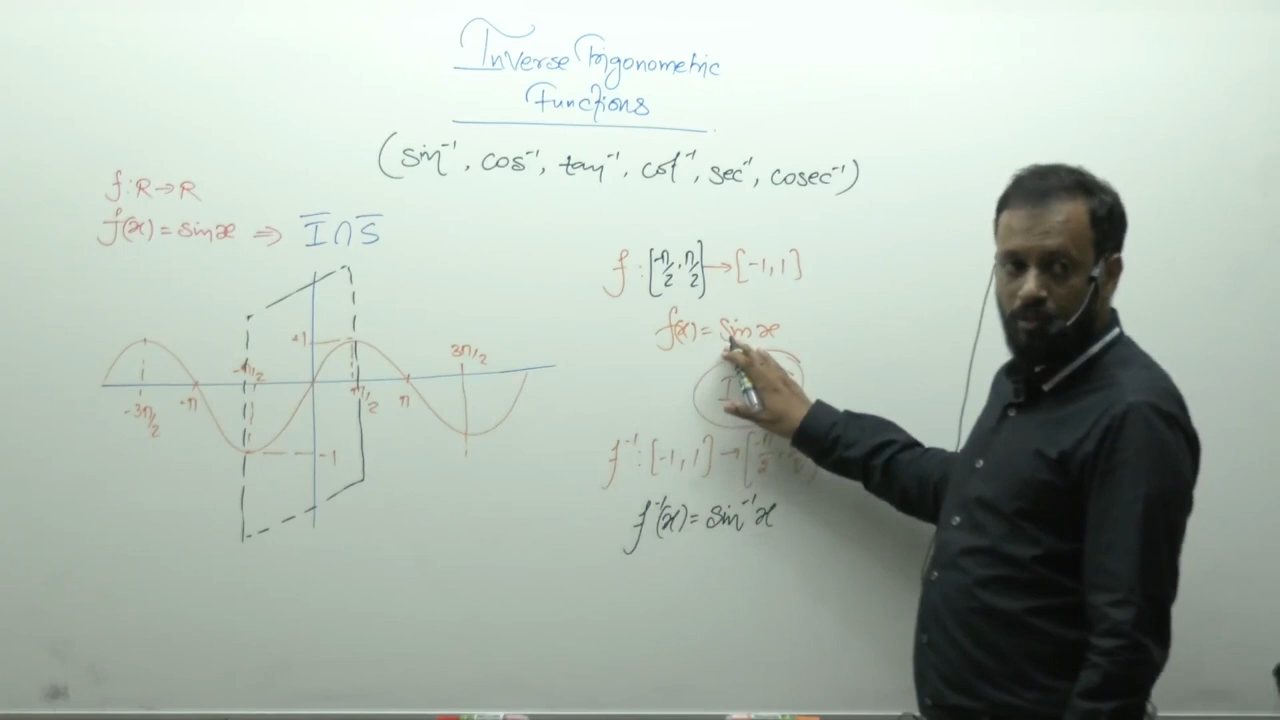 Inverse Trigonometric
Functions
(sin⁻¹, cos⁻¹, tan⁻¹, cot⁻¹, sec⁻¹, cosec⁻¹)
f : R → R
f(x) = sin x ⇒ I̅ ∩ S̅
f : [-π/2, π/2] → [-1, 1]
f(x) = sin x
+1
3π/2
-π/2
-3π/2
-π
π/2
π
-1
I
f⁻¹ : [-1, 1] → [-π/2,
f⁻¹(x) = sin⁻¹x